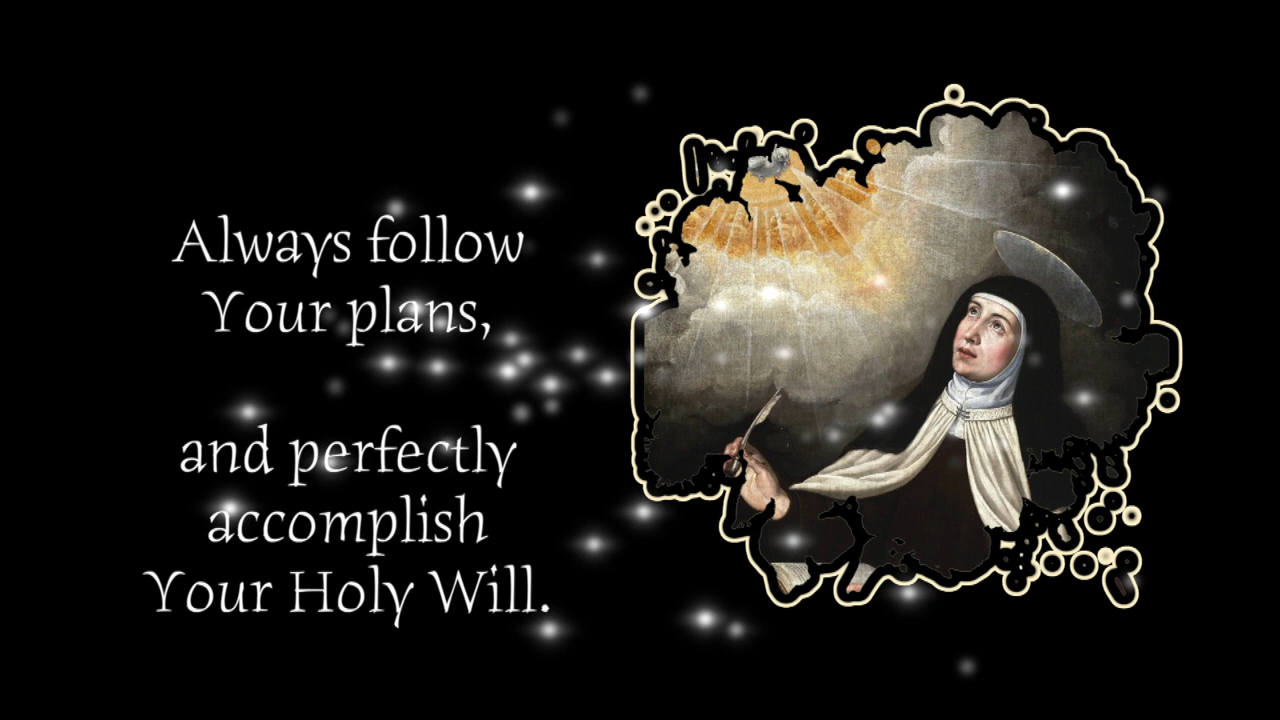 Always follow
Your plans,
and perfectly
accomplish
Your Holy Will.